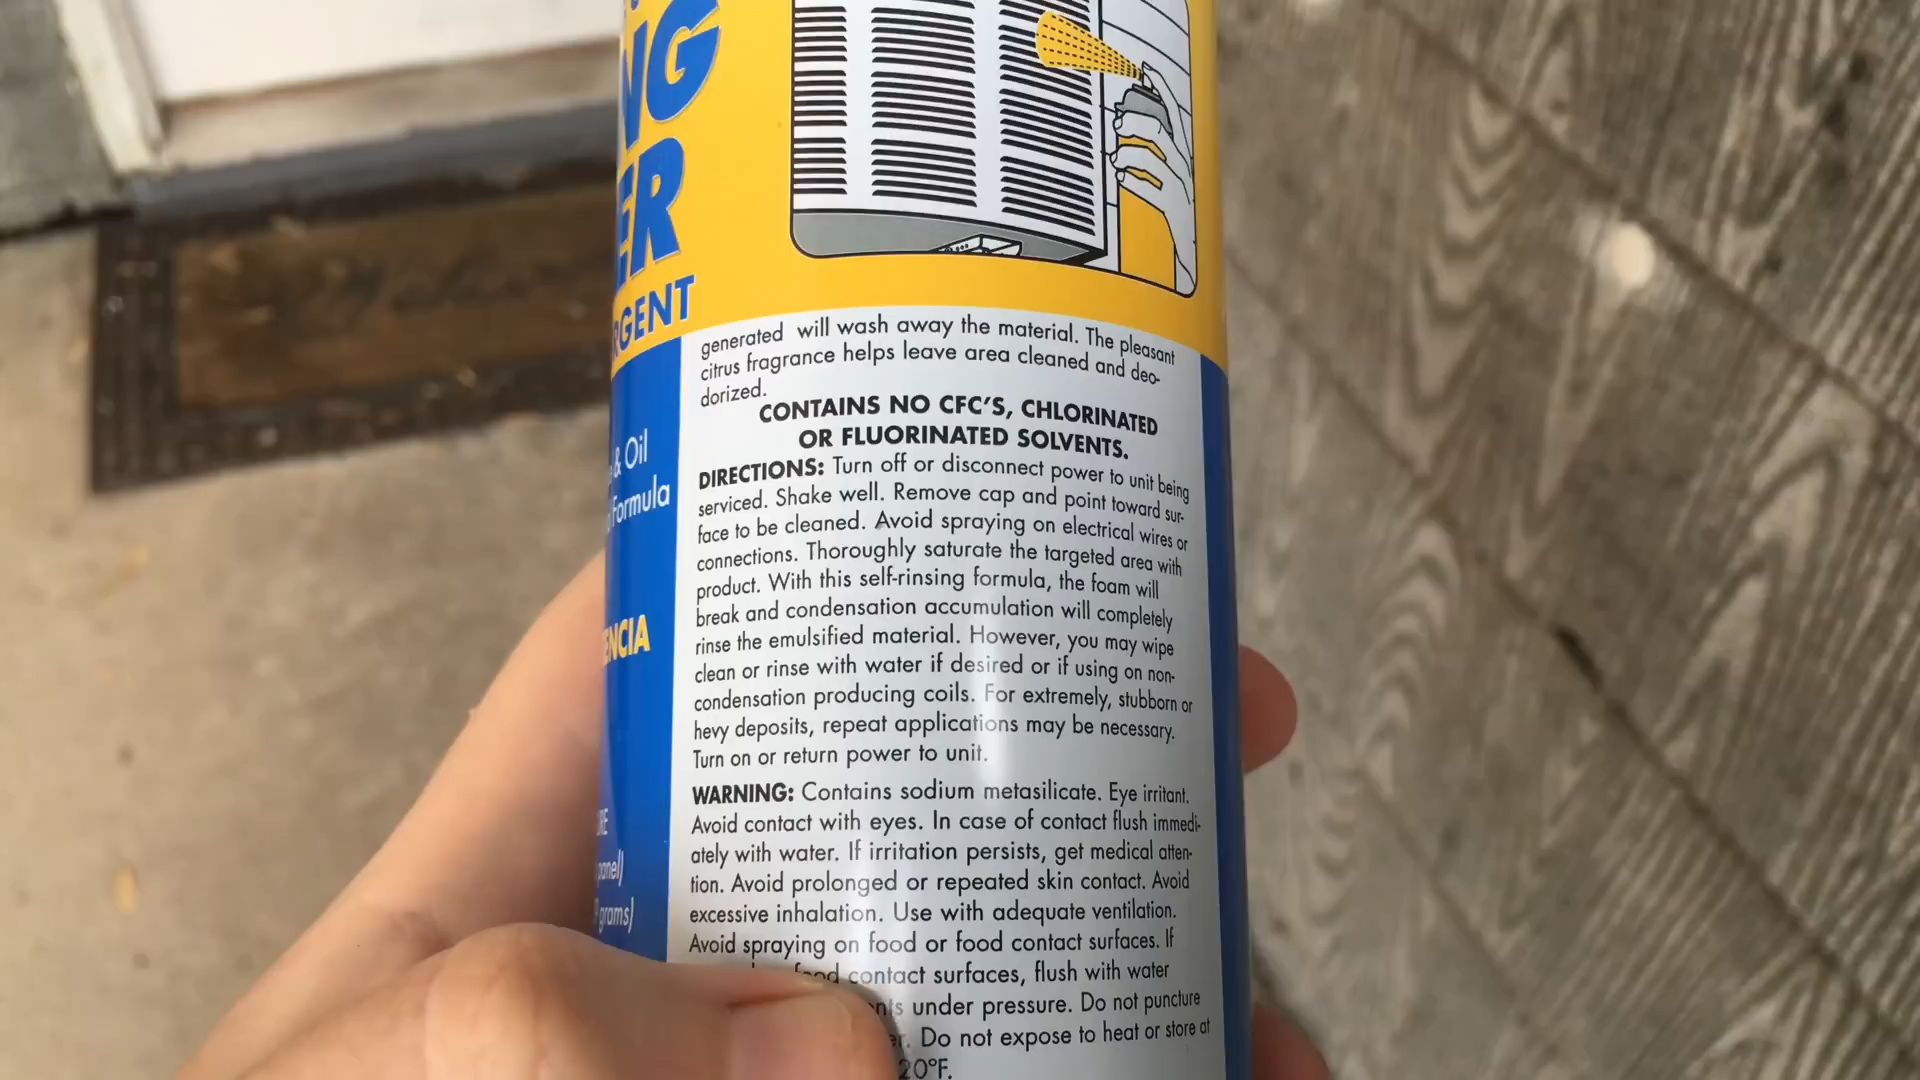 NG
ER
RGENT
& Oil
Formula
ENCIA
panel)
grams)
generated will wash away the material. The pleasant
citrus fragrance helps leave area cleaned and deo-
dorized.
CONTAINS NO CFC'S, CHLORINATED
OR FLUORINATED SOLVENTS.
DIRECTIONS: Turn off or disconnect power to unit being
serviced. Shake well. Remove cap and point toward sur-
face to be cleaned. Avoid spraying on electrical wires or
connections. Thoroughly saturate the targeted area with
product. With this self-rinsing formula, the foam will
break and condensation accumulation will completely
rinse the emulsified material. However, you may wipe
clean or rinse with water if desired or if using on non-
condensation producing coils. For extremely, stubborn or
hevy deposits, repeat applications may be necessary.
Turn on or return power to unit.
WARNING: Contains sodium metasilicate. Eye irritant.
Avoid contact with eyes. In case of contact flush immedi-
ately with water. If irritation persists, get medical atten-
tion. Avoid prolonged or repeated skin contact. Avoid
excessive inhalation. Use with adequate ventilation.
Avoid spraying on food or food contact surfaces. If
contact surfaces, flush with water
under pressure. Do not puncture
Do not expose to heat or store at
20°F.